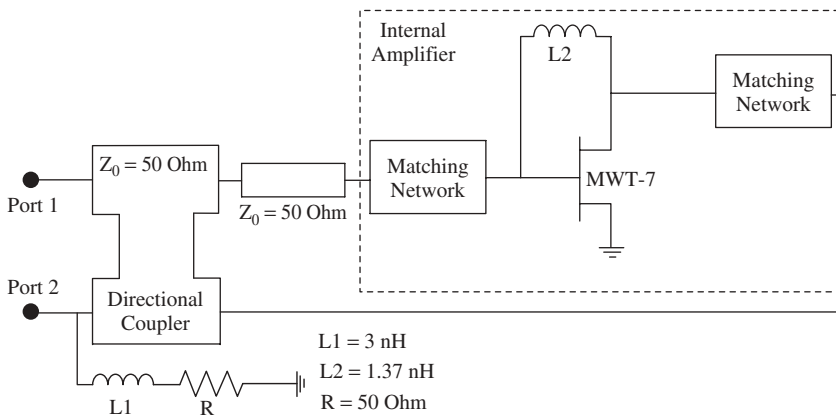 Internal
Amplifier
L2
Matching
Network
Z₀ = 50 Ohm
Matching
Network
MWT-7
Port 1
Z₀ = 50 Ohm
Port 2
Directional
Coupler
L1 = 3 nH
L2 = 1.37 nH
R = 50 Ohm
L1
R